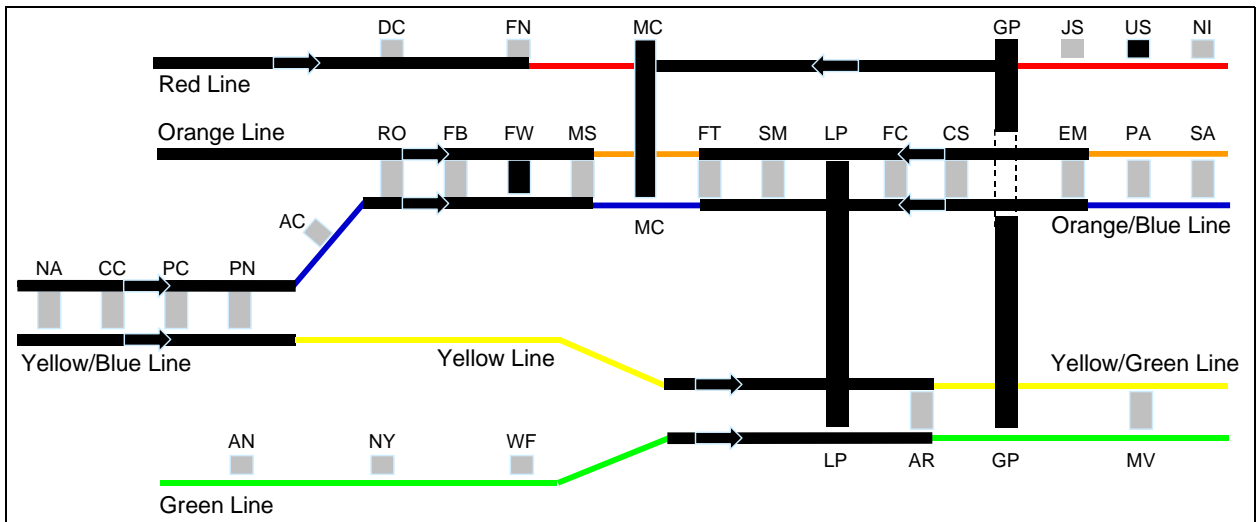 DC FN MC GP JS US NI
Red Line
Orange Line
RO FB FW MS FT SM LP FC CS EM PA SA
AC
MC
Orange/Blue Line
NA CC PC PN
Yellow/Blue Line
Yellow Line
Yellow/Green Line
AN NY WF
LP AR GP MV
Green Line